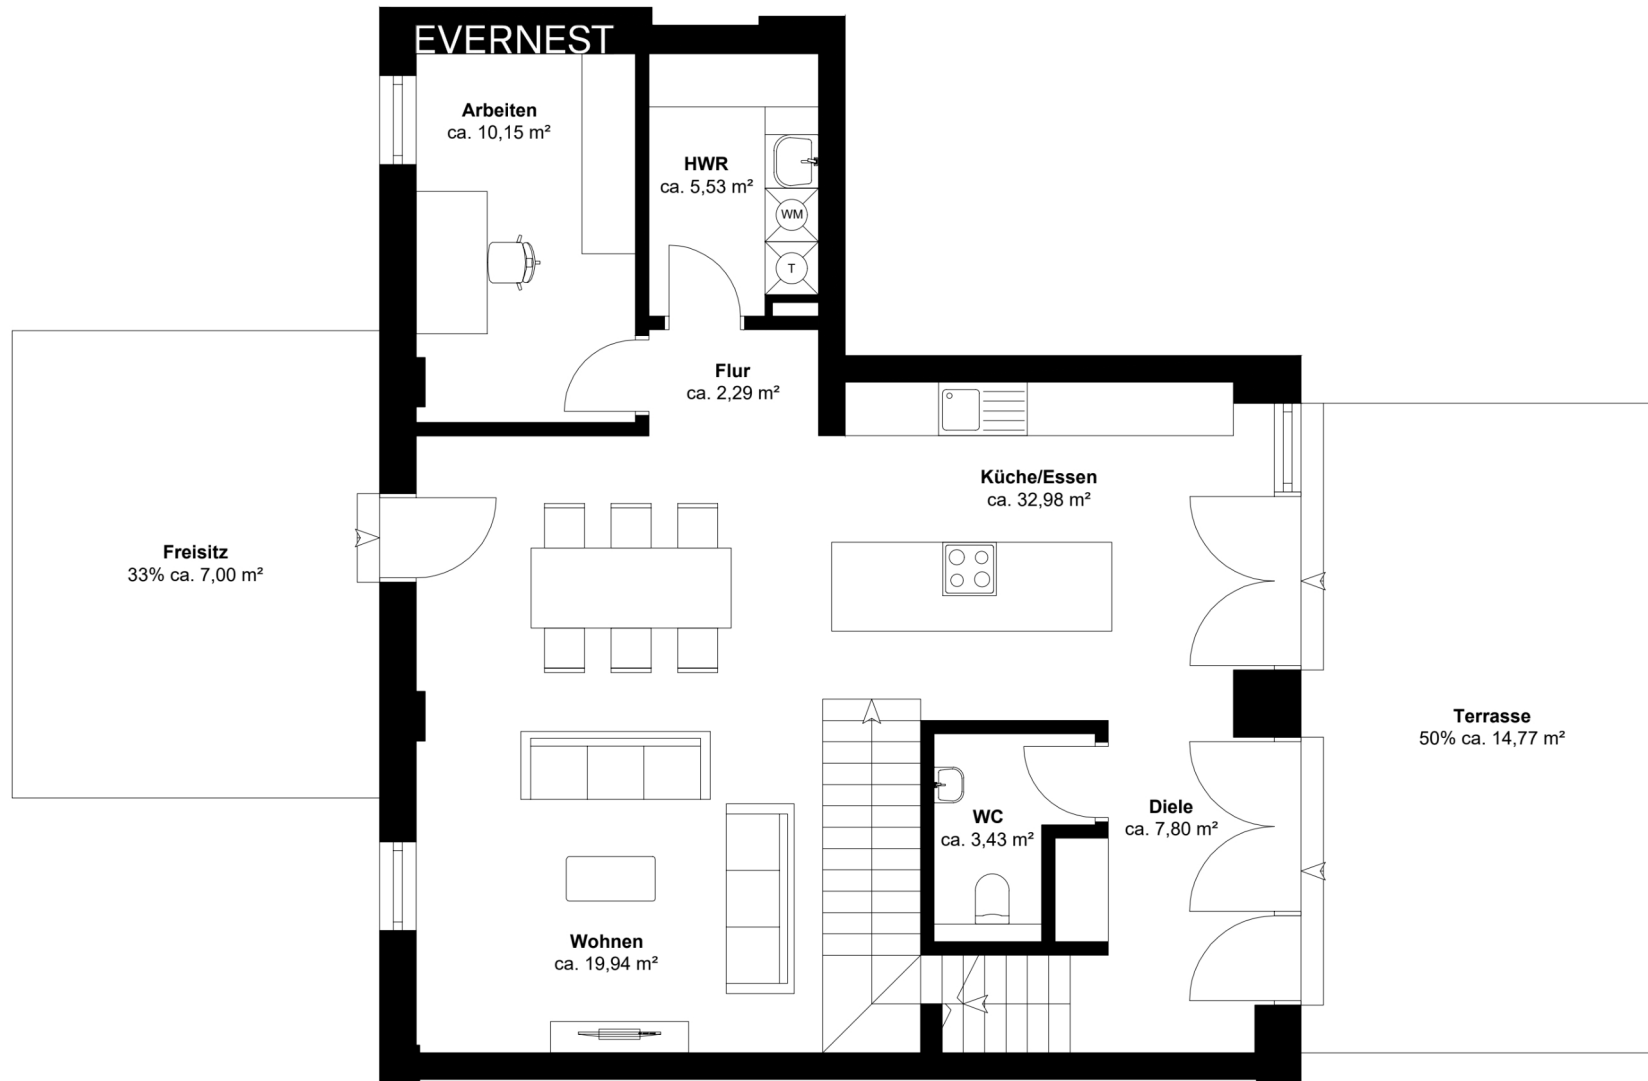 EVERNEST
Arbeiten
ca. 10,15 m²
HWR
ca. 5,53 m²
WM
T
Flur
ca. 2,29 m²
Küche/Essen
ca. 32,98 m²
Freisitz
33% ca. 7,00 m²
Terrasse
50% ca. 14,77 m²
WC
ca. 3,43 m²
Diele
ca. 7,80 m²
Wohnen
ca. 19,94 m²